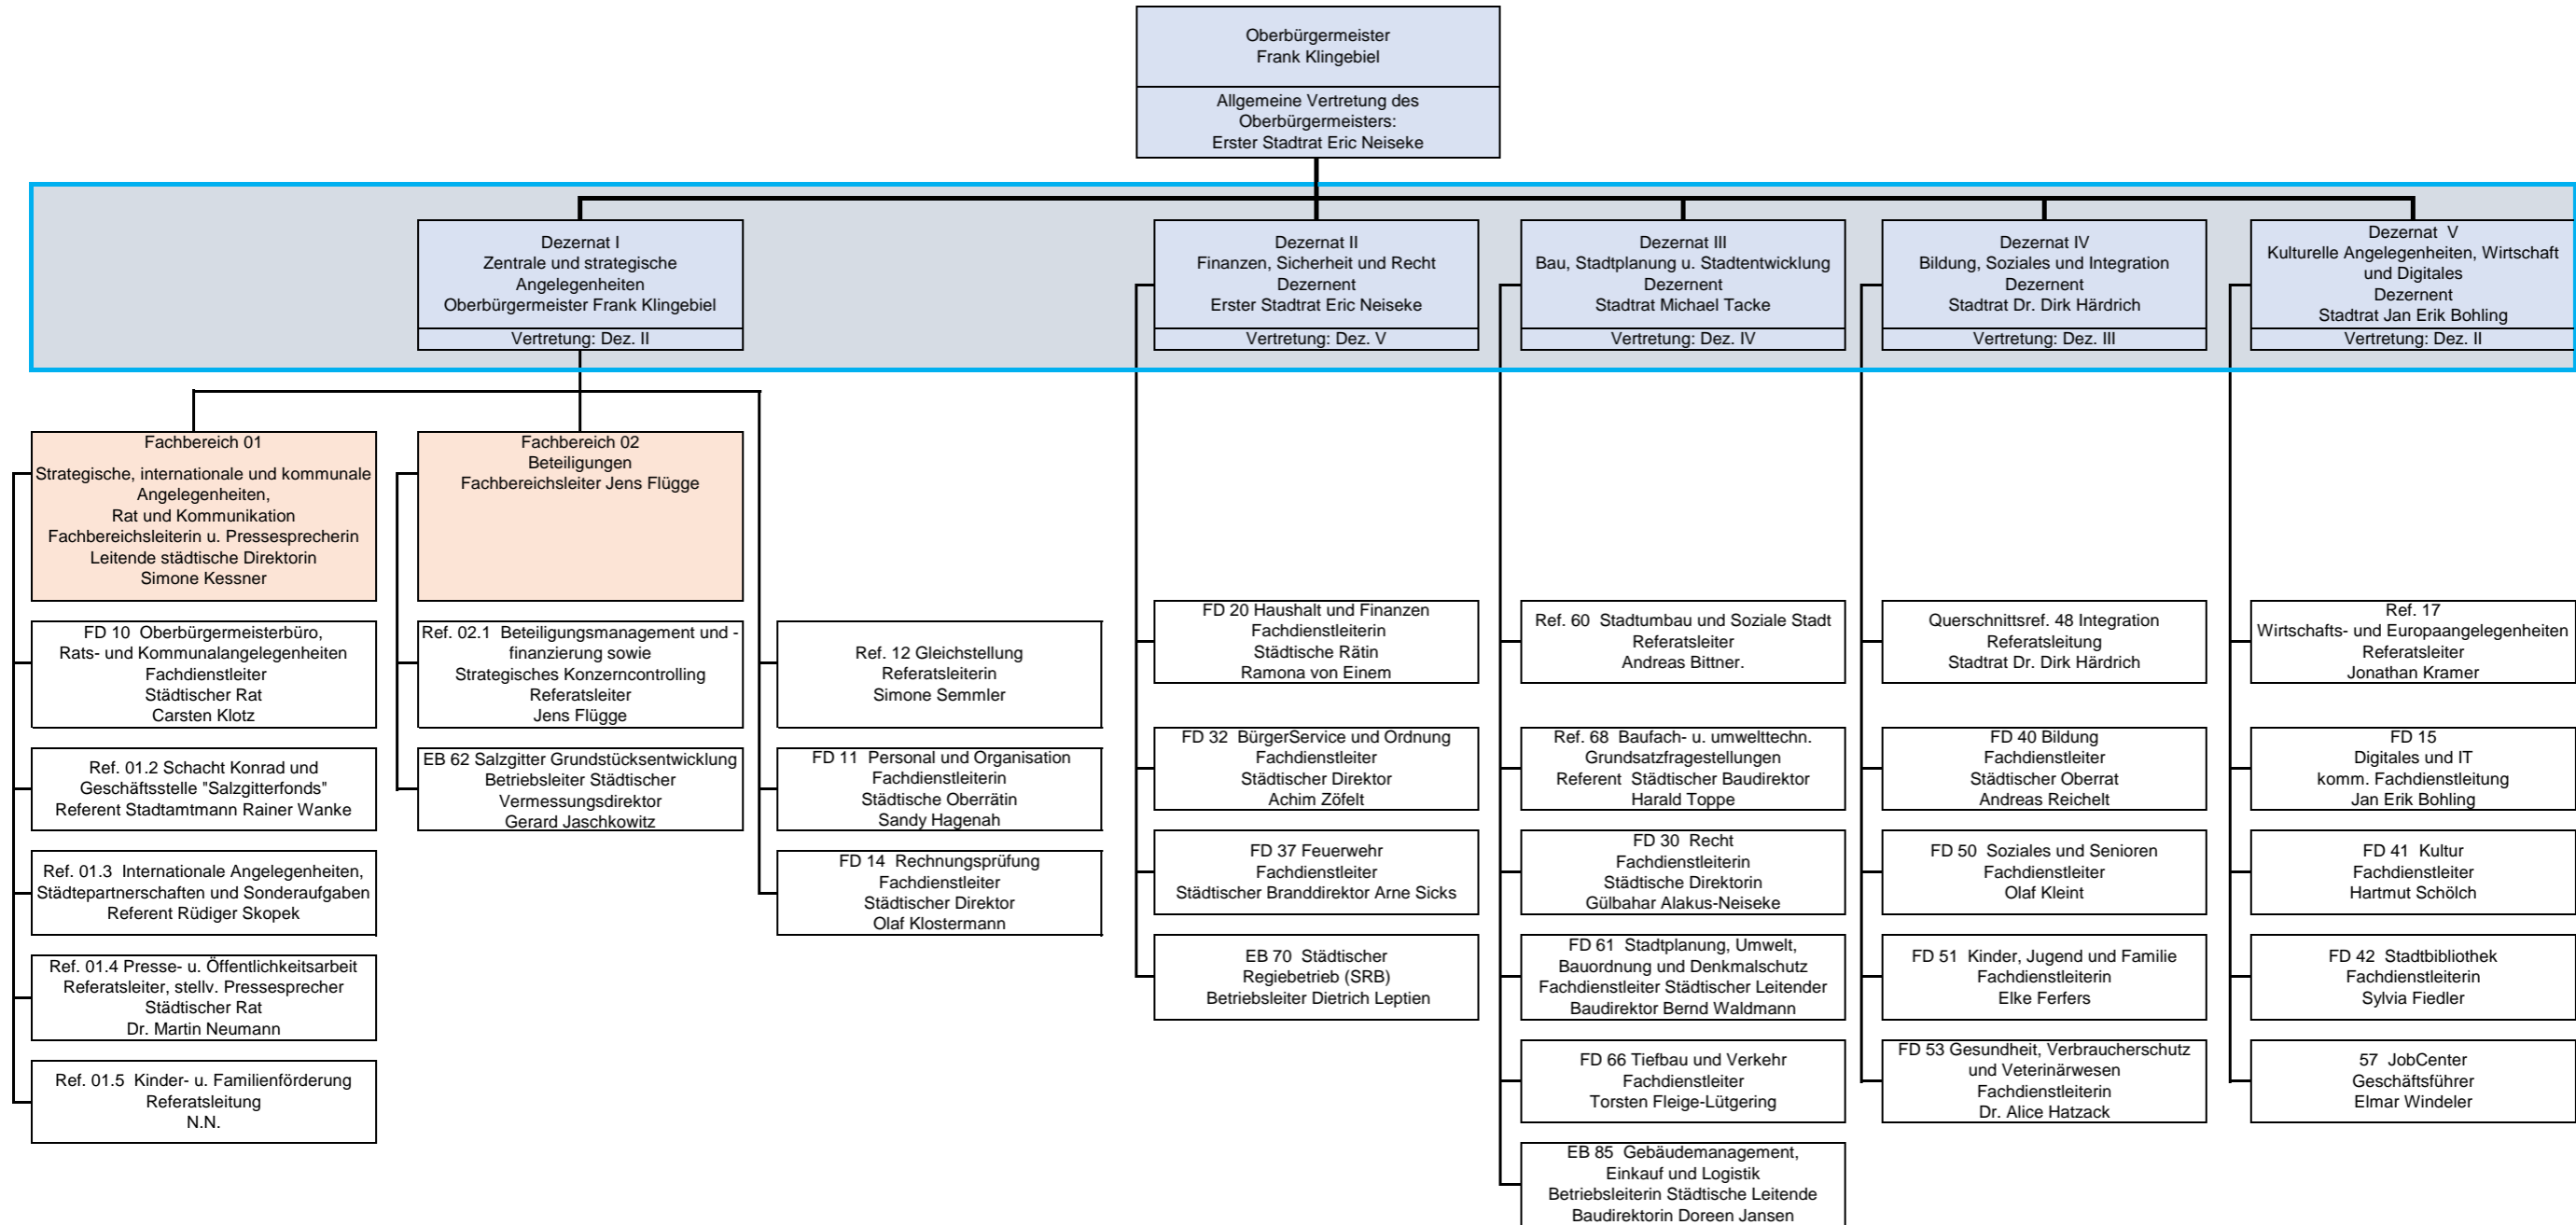 Oberbürgermeister
Frank Klingebiel
Allgemeine Vertretung des
Oberbürgermeisters:
Erster Stadtrat Eric Neiseke
Dezernat I
Zentrale und strategische
Angelegenheiten
Oberbürgermeister Frank Klingebiel
Vertretung: Dez. II
Dezernat II
Finanzen, Sicherheit und Recht
Dezernent
Erster Stadtrat Eric Neiseke
Vertretung: Dez. V
Dezernat III
Bau, Stadtplanung u. Stadtentwicklung
Dezernent
Stadtrat Michael Tacke
Vertretung: Dez. IV
Dezernat IV
Bildung, Soziales und Integration
Dezernent
Stadtrat Dr. Dirk Härdrich
Vertretung: Dez. III
Dezernat  V
Kulturelle Angelegenheiten, Wirtschaft
und Digitales
Dezernent
Stadtrat Jan Erik Bohling
Vertretung: Dez. II
Fachbereich 01
Strategische, internationale und kommunale
Angelegenheiten,
Rat und Kommunikation
Fachbereichsleiterin u. Pressesprecherin
Leitende städtische Direktorin
Simone Kessner
FD 10  Oberbürgermeisterbüro,
Rats- und Kommunalangelegenheiten
Fachdienstleiter
Städtischer Rat
Carsten Klotz
Ref. 01.2 Schacht Konrad und
Geschäftsstelle "Salzgitterfonds"
Referent Stadtamtmann Rainer Wanke
Ref. 01.3  Internationale Angelegenheiten,
Städtepartnerschaften und Sonderaufgaben
Referent Rüdiger Skopek
Ref. 01.4 Presse- u. Öffentlichkeitsarbeit
Referatsleiter, stellv. Pressesprecher
Städtischer Rat
Dr. Martin Neumann
Ref. 01.5  Kinder- u. Familienförderung
Referatsleitung
N.N.
Fachbereich 02
Beteiligungen
Fachbereichsleiter Jens Flügge
Ref. 02.1  Beteiligungsmanagement und -
finanzierung sowie
Strategisches Konzerncontrolling
Referatsleiter
Jens Flügge
EB 62 Salzgitter Grundstücksentwicklung
Betriebsleiter Städtischer
Vermessungsdirektor
Gerard Jaschkowitz
Ref. 12 Gleichstellung
Referatsleiterin
Simone Semmler
FD 11  Personal und Organisation
Fachdienstleiterin
Städtische Oberrätin
Sandy Hagenah
FD 14  Rechnungsprüfung
Fachdienstleiter
Städtischer Direktor
Olaf Klostermann
FD 20 Haushalt und Finanzen
Fachdienstleiterin
Städtische Rätin
Ramona von Einem
FD 32  BürgerService und Ordnung
Fachdienstleiter
Städtischer Direktor
Achim Zöfelt
FD 37 Feuerwehr
Fachdienstleiter
Städtischer Branddirektor Arne Sicks
EB 70  Städtischer
Regiebetrieb (SRB)
Betriebsleiter Dietrich Leptien
Ref. 60  Stadtumbau und Soziale Stadt
Referatsleiter
Andreas Bittner.
Ref. 68  Baufach- u. umwelttechn.
Grundsatzfragestellungen
Referent  Städtischer Baudirektor
Harald Toppe
FD 30  Recht
Fachdienstleiterin
Städtische Direktorin
Gülbahar Alakus-Neiseke
FD 61  Stadtplanung, Umwelt,
Bauordnung und Denkmalschutz
Fachdienstleiter Städtischer Leitender
Baudirektor Bernd Waldmann
FD 66 Tiefbau und Verkehr
Fachdienstleiter
Torsten Fleige-Lütgering
EB 85  Gebäudemanagement,
Einkauf und Logistik
Betriebsleiterin Städtische Leitende
Baudirektorin Doreen Jansen
Querschnittsref. 48 Integration
Referatsleitung
Stadtrat Dr. Dirk Härdrich
FD 40 Bildung
Fachdienstleiter
Städtischer Oberrat
Andreas Reichelt
FD 50  Soziales und Senioren
Fachdienstleiter
Olaf Kleint
FD 51  Kinder, Jugend und Familie
Fachdienstleiterin
Elke Ferfers
FD 53 Gesundheit, Verbraucherschutz
und Veterinärwesen
Fachdienstleiterin
Dr. Alice Hatzack
Ref. 17
Wirtschafts- und Europaangelegenheiten
Referatsleiter
Jonathan Kramer
FD 15
Digitales und IT
komm. Fachdienstleitung
Jan Erik Bohling
FD 41  Kultur
Fachdienstleiter
Hartmut Schölch
FD 42  Stadtbibliothek
Fachdienstleiterin
Sylvia Fiedler
57  JobCenter
Geschäftsführer
Elmar Windeler